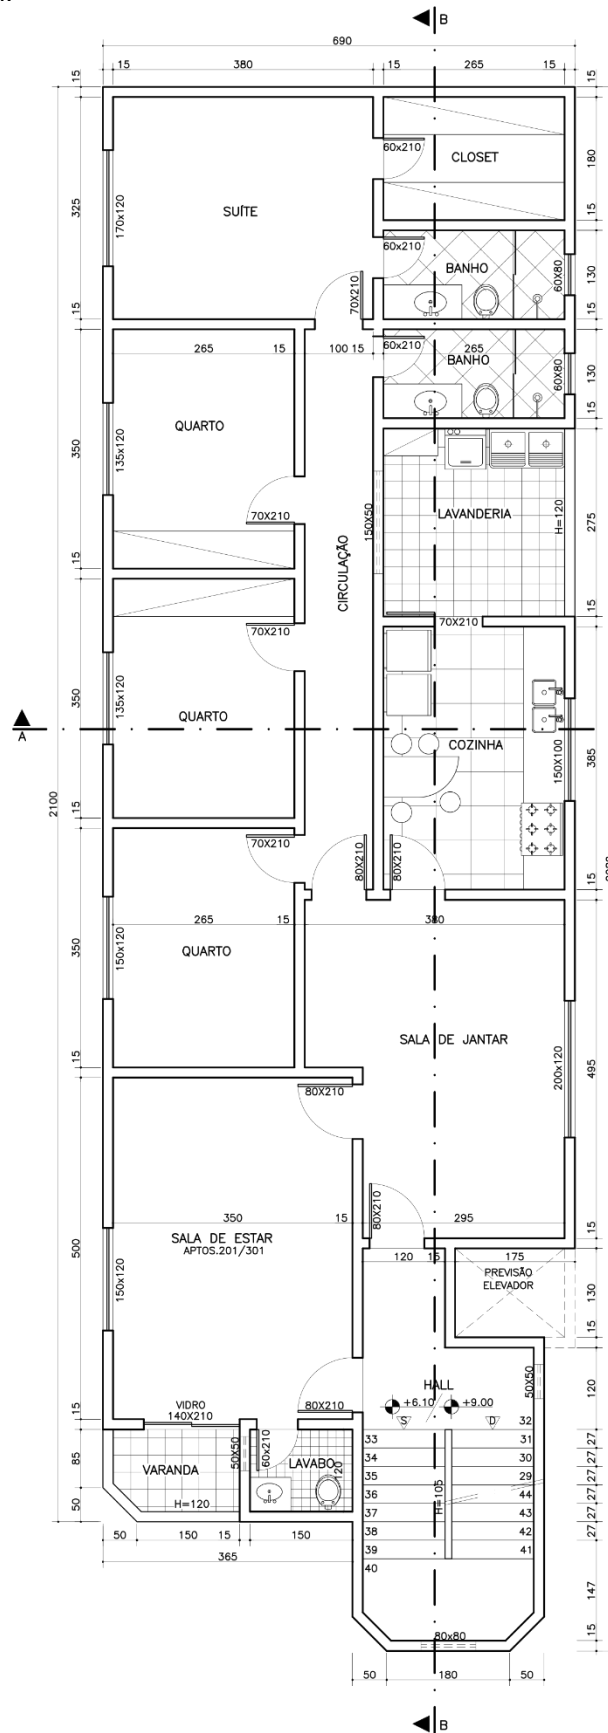 B
690
15
380
15
265
15
15
15
325
170x120
SUÍTE
60x210
CLOSET
180
15
60x210
BANHO
60X80
130
70X210
15
15
265
15
100
15
60x210
265
BANHO
60X80
130
15
350
135x120
QUARTO
70X210
CIRCULAÇÃO
150X50
LAVANDERIA
H=120
275
15
15
70X210
70X210
350
135x120
QUARTO
COZINHA
150X100
385
A
2100
15
70X210
80X210
80X210
15
265
15
380
350
150x120
QUARTO
SALA DE JANTAR
200x120
495
15
80X210
350
15
80X210
295
15
500
SALA DE ESTAR
APTOS.201/301
150x120
120
15
175
PREVISÃO
ELEVADOR
130
15
HALL
50X50
120
+6.10
+9.00
S
D
32
80X210
VIDRO
140X210
15
85
VARANDA
50X50
60x210
LAVABO
120
H=120
50
33
31
27
34
30
27
35
29
27
36
H=105
44
27
37
43
27
38
42
27
39
41
27
40
50
150
15
150
365
147
80x80
15
50
180
50
B